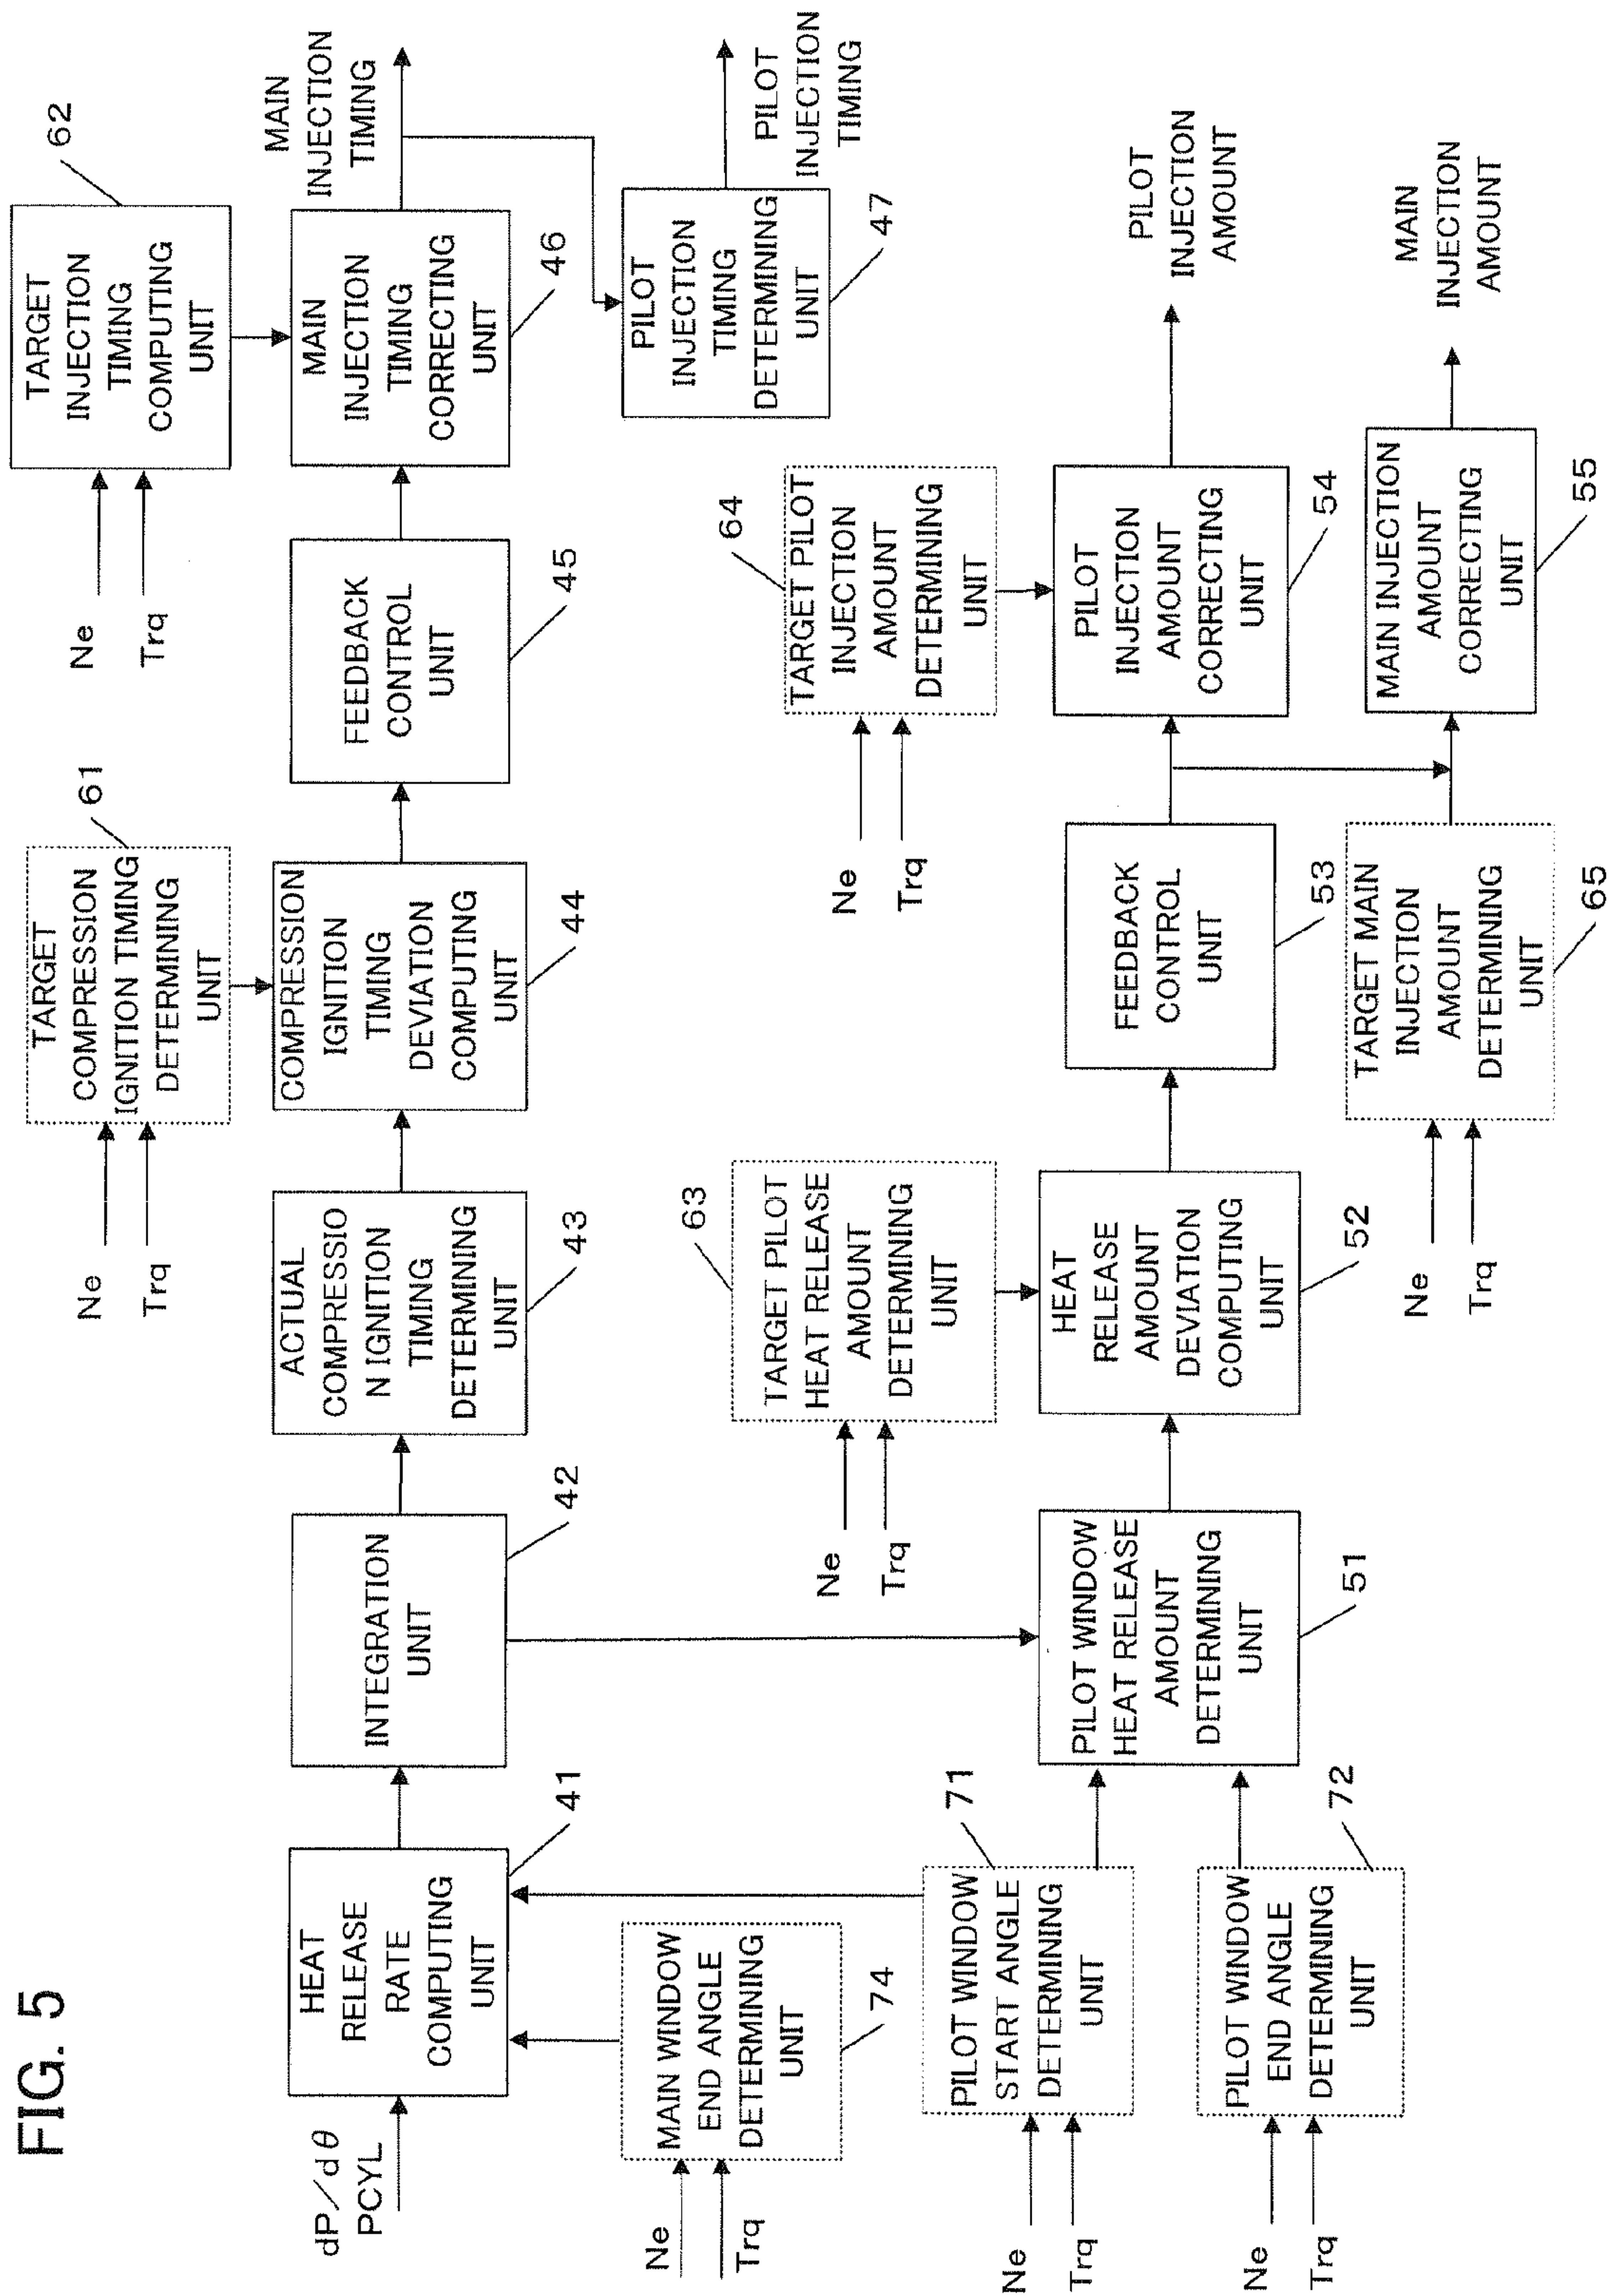 FIG. 5
dP/dθ
PCYL
HEAT
RELEASE
RATE
COMPUTING
UNIT
41
INTEGRATION
UNIT
42
ACTUAL
COMPRESSIO
N IGNITION
TIMING
DETERMINING
UNIT
43
Ne
Trq
TARGET
COMPRESSION
IGNITION TIMING
DETERMINING
UNIT
61
COMPRESSION
IGNITION
TIMING
DEVIATION
COMPUTING
UNIT
44
FEEDBACK
CONTROL
UNIT
45
Ne
Trq
TARGET
INJECTION
TIMING
COMPUTING
UNIT
62
MAIN
INJECTION
TIMING
CORRECTING
UNIT
46
MAIN
INJECTION
TIMING
PILOT
INJECTION
TIMING
DETERMINING
UNIT
47
PILOT
INJECTION
TIMING
Ne
Trq
MAIN WINDOW
END ANGLE
DETERMINING
UNIT
74
Ne
Trq
PILOT WINDOW
START ANGLE
DETERMINING
UNIT
71
Ne
Trq
PILOT WINDOW
END ANGLE
DETERMINING
UNIT
72
PILOT WINDOW
HEAT RELEASE
AMOUNT
DETERMINING
UNIT
51
Ne
Trq
TARGET PILOT
HEAT RELEASE
AMOUNT
DETERMINING
UNIT
63
HEAT
RELEASE
AMOUNT
DEVIATION
COMPUTING
UNIT
52
FEEDBACK
CONTROL
UNIT
53
Ne
Trq
TARGET PILOT
INJECTION
AMOUNT
DETERMINING
UNIT
64
PILOT
INJECTION
AMOUNT
CORRECTING
UNIT
54
PILOT
INJECTION
AMOUNT
Ne
Trq
TARGET MAIN
INJECTION
AMOUNT
DETERMINING
UNIT
65
MAIN INJECTION
AMOUNT
CORRECTING
UNIT
55
MAIN
INJECTION
AMOUNT